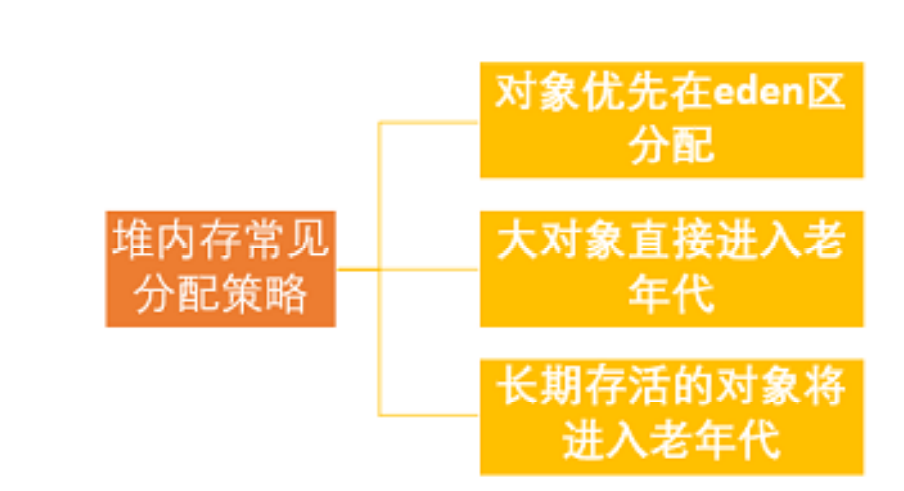 对象优先在eden区
分配
堆内存常见
分配策略
大对象直接进入老
年代
长期存活的对象将
进入老年代